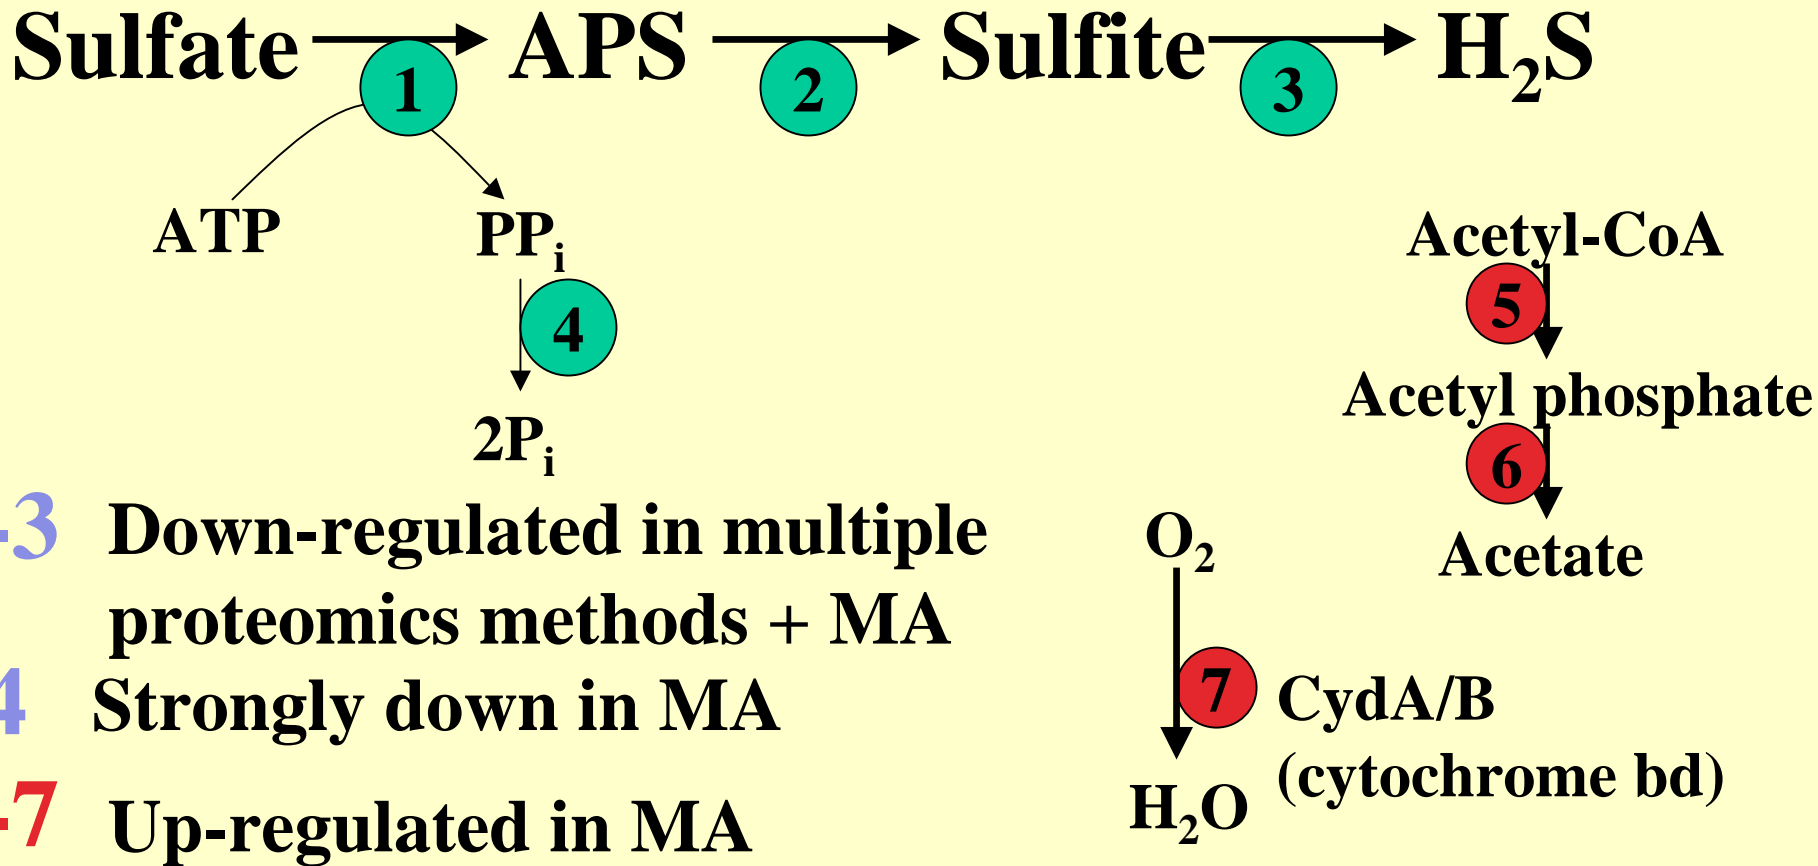 Sulfate APS Sulfite H₂S
1 2 3
ATP PPᵢ
4
2Pᵢ
Acetyl-CoA
5
Acetyl phosphate
6
Acetate
O₂
7 CydA/B
(cytochrome bd)
H₂O
-3 Down-regulated in multiple
proteomics methods + MA
4 Strongly down in MA
-7 Up-regulated in MA